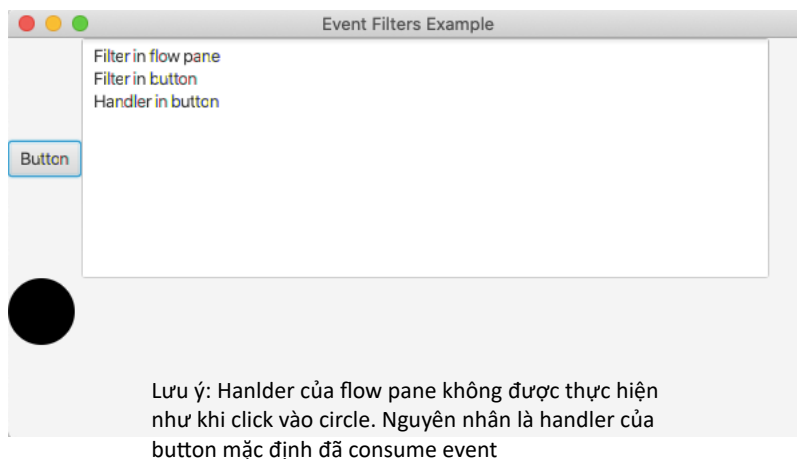 Event Filters Example
Filter in flow pane
Filter in button
Handler in button
Button
Lưu ý: Hanlder của flow pane không được thực hiện
như khi click vào circle. Nguyên nhân là handler của
button mặc định đã consume event